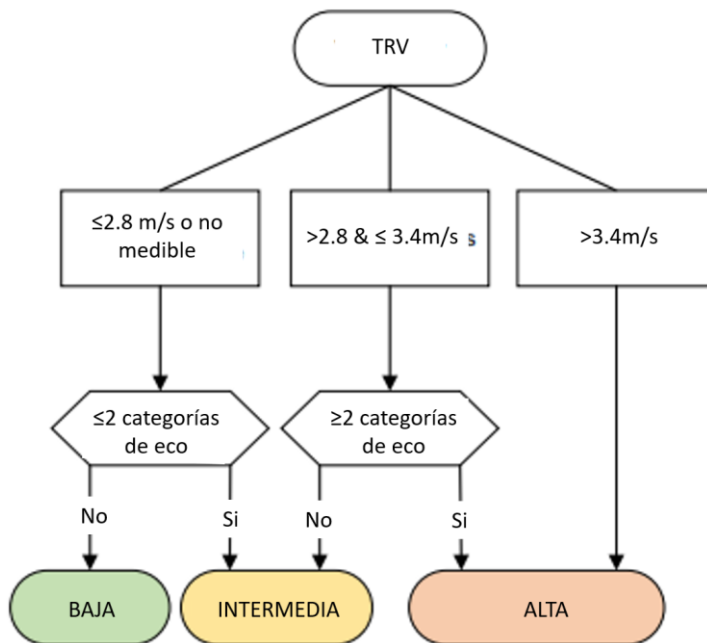 TRV
≤2.8 m/s o no
medible
>2.8 & ≤ 3.4m/s s
>3.4m/s
≤2 categorías
de eco
≥2 categorías
de eco
No
Si
No
Si
BAJA
INTERMEDIA
ALTA